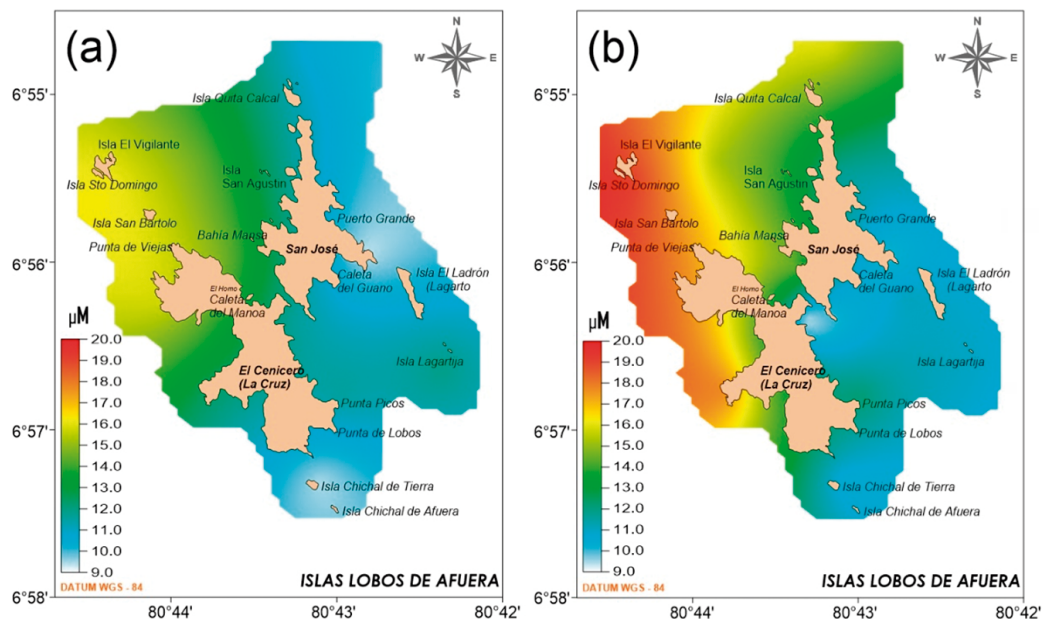 (a)
N
W
E
S
6°55'
6°56'
6°57'
6°58'
Isla Quita Calcal
Isla El Vigilante
Isla Sto Domingo
Isla
San Agustin
Isla San Bartolo
Puerto Grande
Punta de Viejas
Bahía Mansa
San José
Isla El Ladrón
(Lagarto
Caleta
del Guano
El Horno
Caleta
del Manoa
Isla Lagartija
El Cenicero
(La Cruz)
Punta Picos
Punta de Lobos
Isla Chichal de Tierra
Isla Chichal de Afuera
µM
20.0
19.0
18.0
17.0
16.0
15.0
14.0
13.0
12.0
11.0
10.0
9.0
DATUM WGS - 84
ISLAS LOBOS DE AFUERA
80°44'
80°43'
80°42'
(b)
N
W
E
S
6°55'
6°56'
6°57'
6°58'
Isla Quita Calcal
Isla El Vigilante
Isla Sto Domingo
Isla
San Agustin
Isla San Bartolo
Puerto Grande
Punta de Viejas
Bahía Mansa
San José
Isla El Ladrón
(Lagarto
Caleta
del Guano
El Horno
Caleta
del Manoa
Isla Lagartija
El Cenicero
(La Cruz)
Punta Picos
Punta de Lobos
Isla Chichal de Tierra
Isla Chichal de Afuera
µM
20.0
19.0
18.0
17.0
16.0
15.0
14.0
13.0
12.0
11.0
10.0
9.0
DATUM WGS - 84
ISLAS LOBOS DE AFUERA
80°44'
80°43'
80°42'